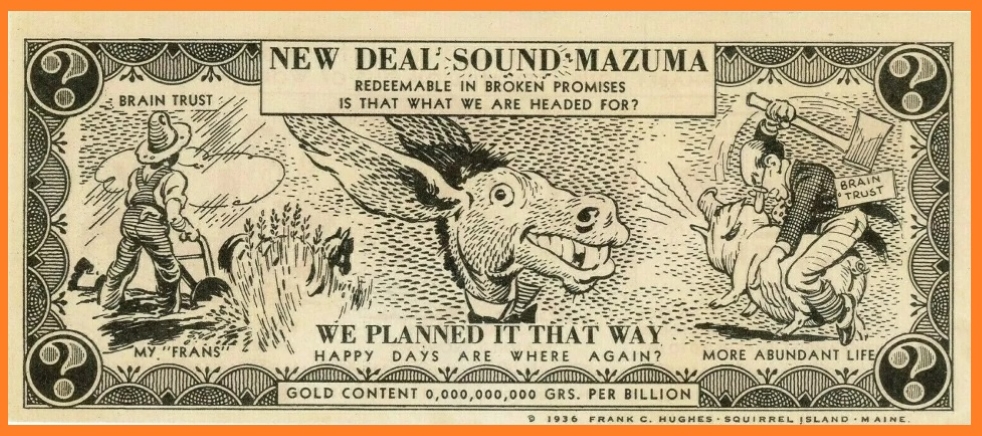 NEW DEAL SOUND MAZUMA
REDEEMABLE IN BROKEN PROMISES
IS THAT WHAT WE ARE HEADED FOR?
BRAIN TRUST
BRAIN
TRUST
WE PLANNED IT THAT WAY
MY "FRANS"
HAPPY DAYS ARE WHERE AGAIN?
MORE ABUNDANT LIFE
GOLD CONTENT 0,000,000,000 GRS. PER BILLION
© 1936 FRANK C. HUGHES - SQUIRREL ISLAND - MAINE.
?
?
?
?